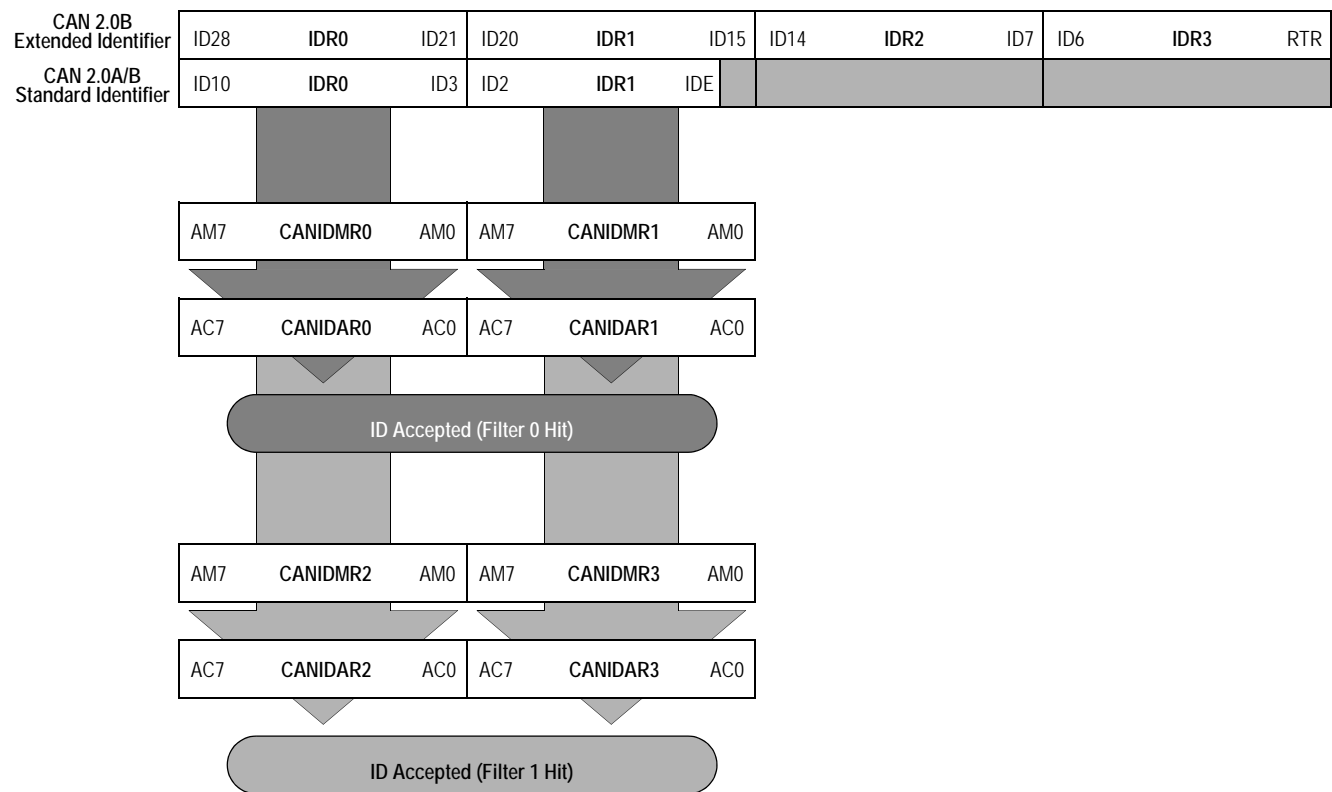 CAN 2.0B
Extended Identifier ID28 IDR0 ID21 ID20 IDR1 ID15 ID14 IDR2 ID7 ID6 IDR3 RTR
CAN 2.0A/B
Standard Identifier ID10 IDR0 ID3 ID2 IDR1 IDE
AM7 CANIDMR0 AM0 AM7 CANIDMR1 AM0
AC7 CANIDAR0 AC0 AC7 CANIDAR1 AC0
ID Accepted (Filter 0 Hit)
AM7 CANIDMR2 AM0 AM7 CANIDMR3 AM0
AC7 CANIDAR2 AC0 AC7 CANIDAR3 AC0
ID Accepted (Filter 1 Hit)